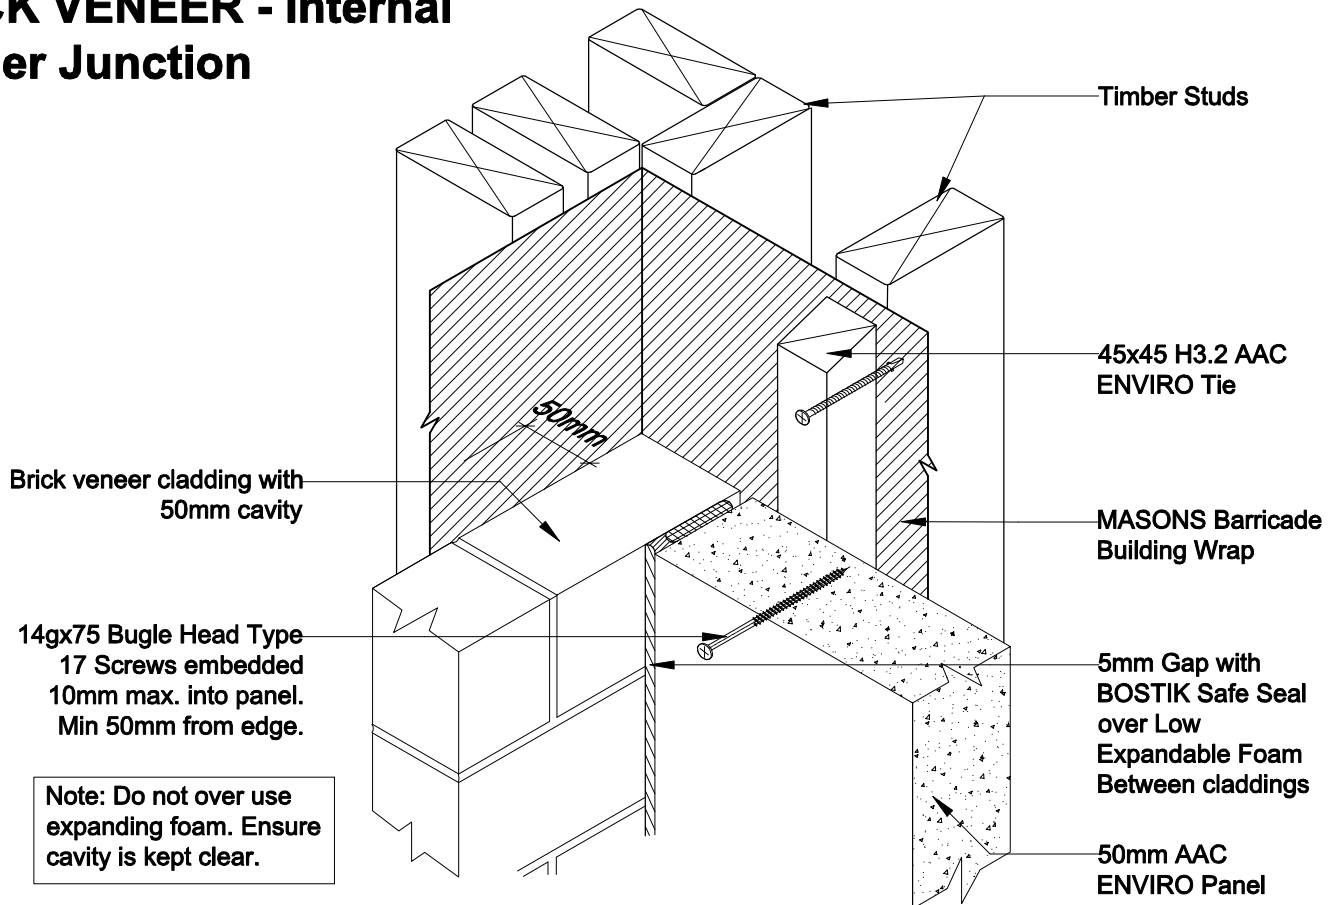 VENEER - Internal
Junction
Timber Studs
45x45 H3.2 AAC
ENVIRO Tie
50mm
Brick veneer cladding with
50mm cavity
MASONS Barricade
Building Wrap
14gx75 Bugle Head Type
17 Screws embedded
10mm max. into panel.
Min 50mm from edge.
5mm Gap with
BOSTIK Safe Seal
over Low
Expandable Foam
Between claddings
Note: Do not over use
expanding foam. Ensure
cavity is kept clear.
50mm AAC
ENVIRO Panel